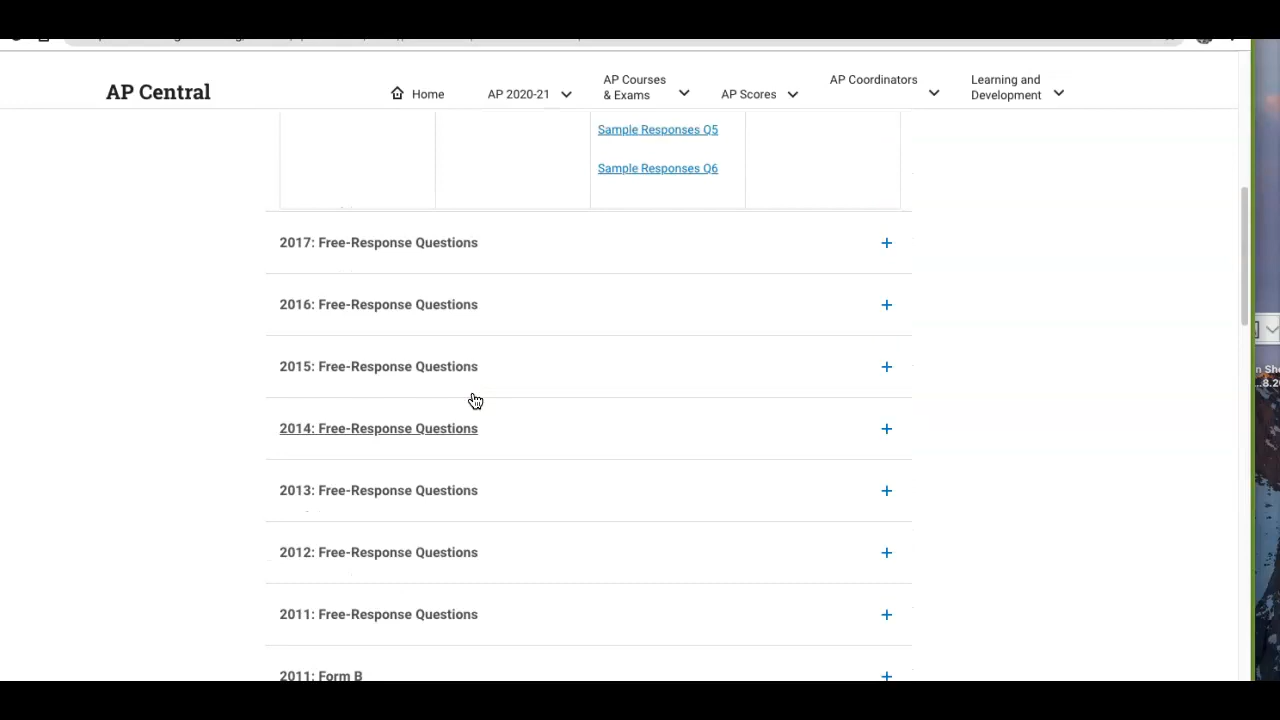 AP Central
Home
AP 2020-21
AP Courses
& Exams
AP Scores
AP Coordinators
Learning and
Development
Sample Responses Q5
Sample Responses Q6
2017: Free-Response Questions
2016: Free-Response Questions
2015: Free-Response Questions
2014: Free-Response Questions
2013: Free-Response Questions
2012: Free-Response Questions
2011: Free-Response Questions
2011: Form B